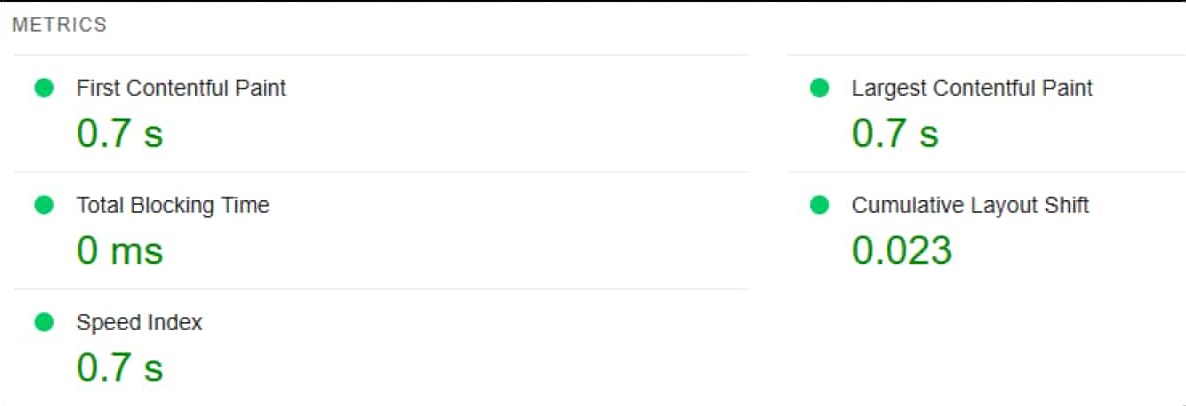 METRICS
First Contentful Paint
0.7 s
Largest Contentful Paint
0.7 s
Total Blocking Time
0 ms
Cumulative Layout Shift
0.023
Speed Index
0.7 s